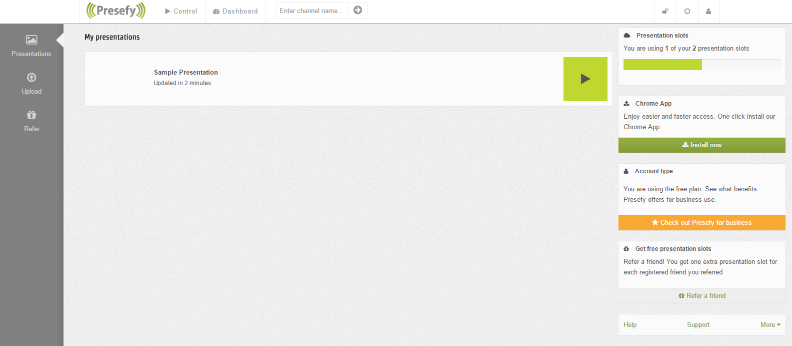 Presefy
Control
Dashboard
Enter channel name...
Presentations
Upload
Refer
My presentations
Sample Presentation
Updated in 2 minutes
Presentation slots
You are using 1 of your 2 presentation slots
Chrome App
Enjoy easier and faster access. One-click install our
Chrome App
Install now
Account type
You are using the free plan. See what benefits
Presefy offers for business use.
Check out Presefy for business
Get free presentation slots
Refer a friend! You get one extra presentation slot for
each registered friend you referred
Refer a friend
Help
Support
More